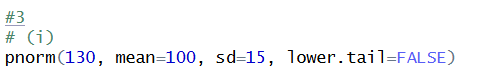 #3
# (i)
pnorm(130, mean=100, sd=15, lower.tail=FALSE)